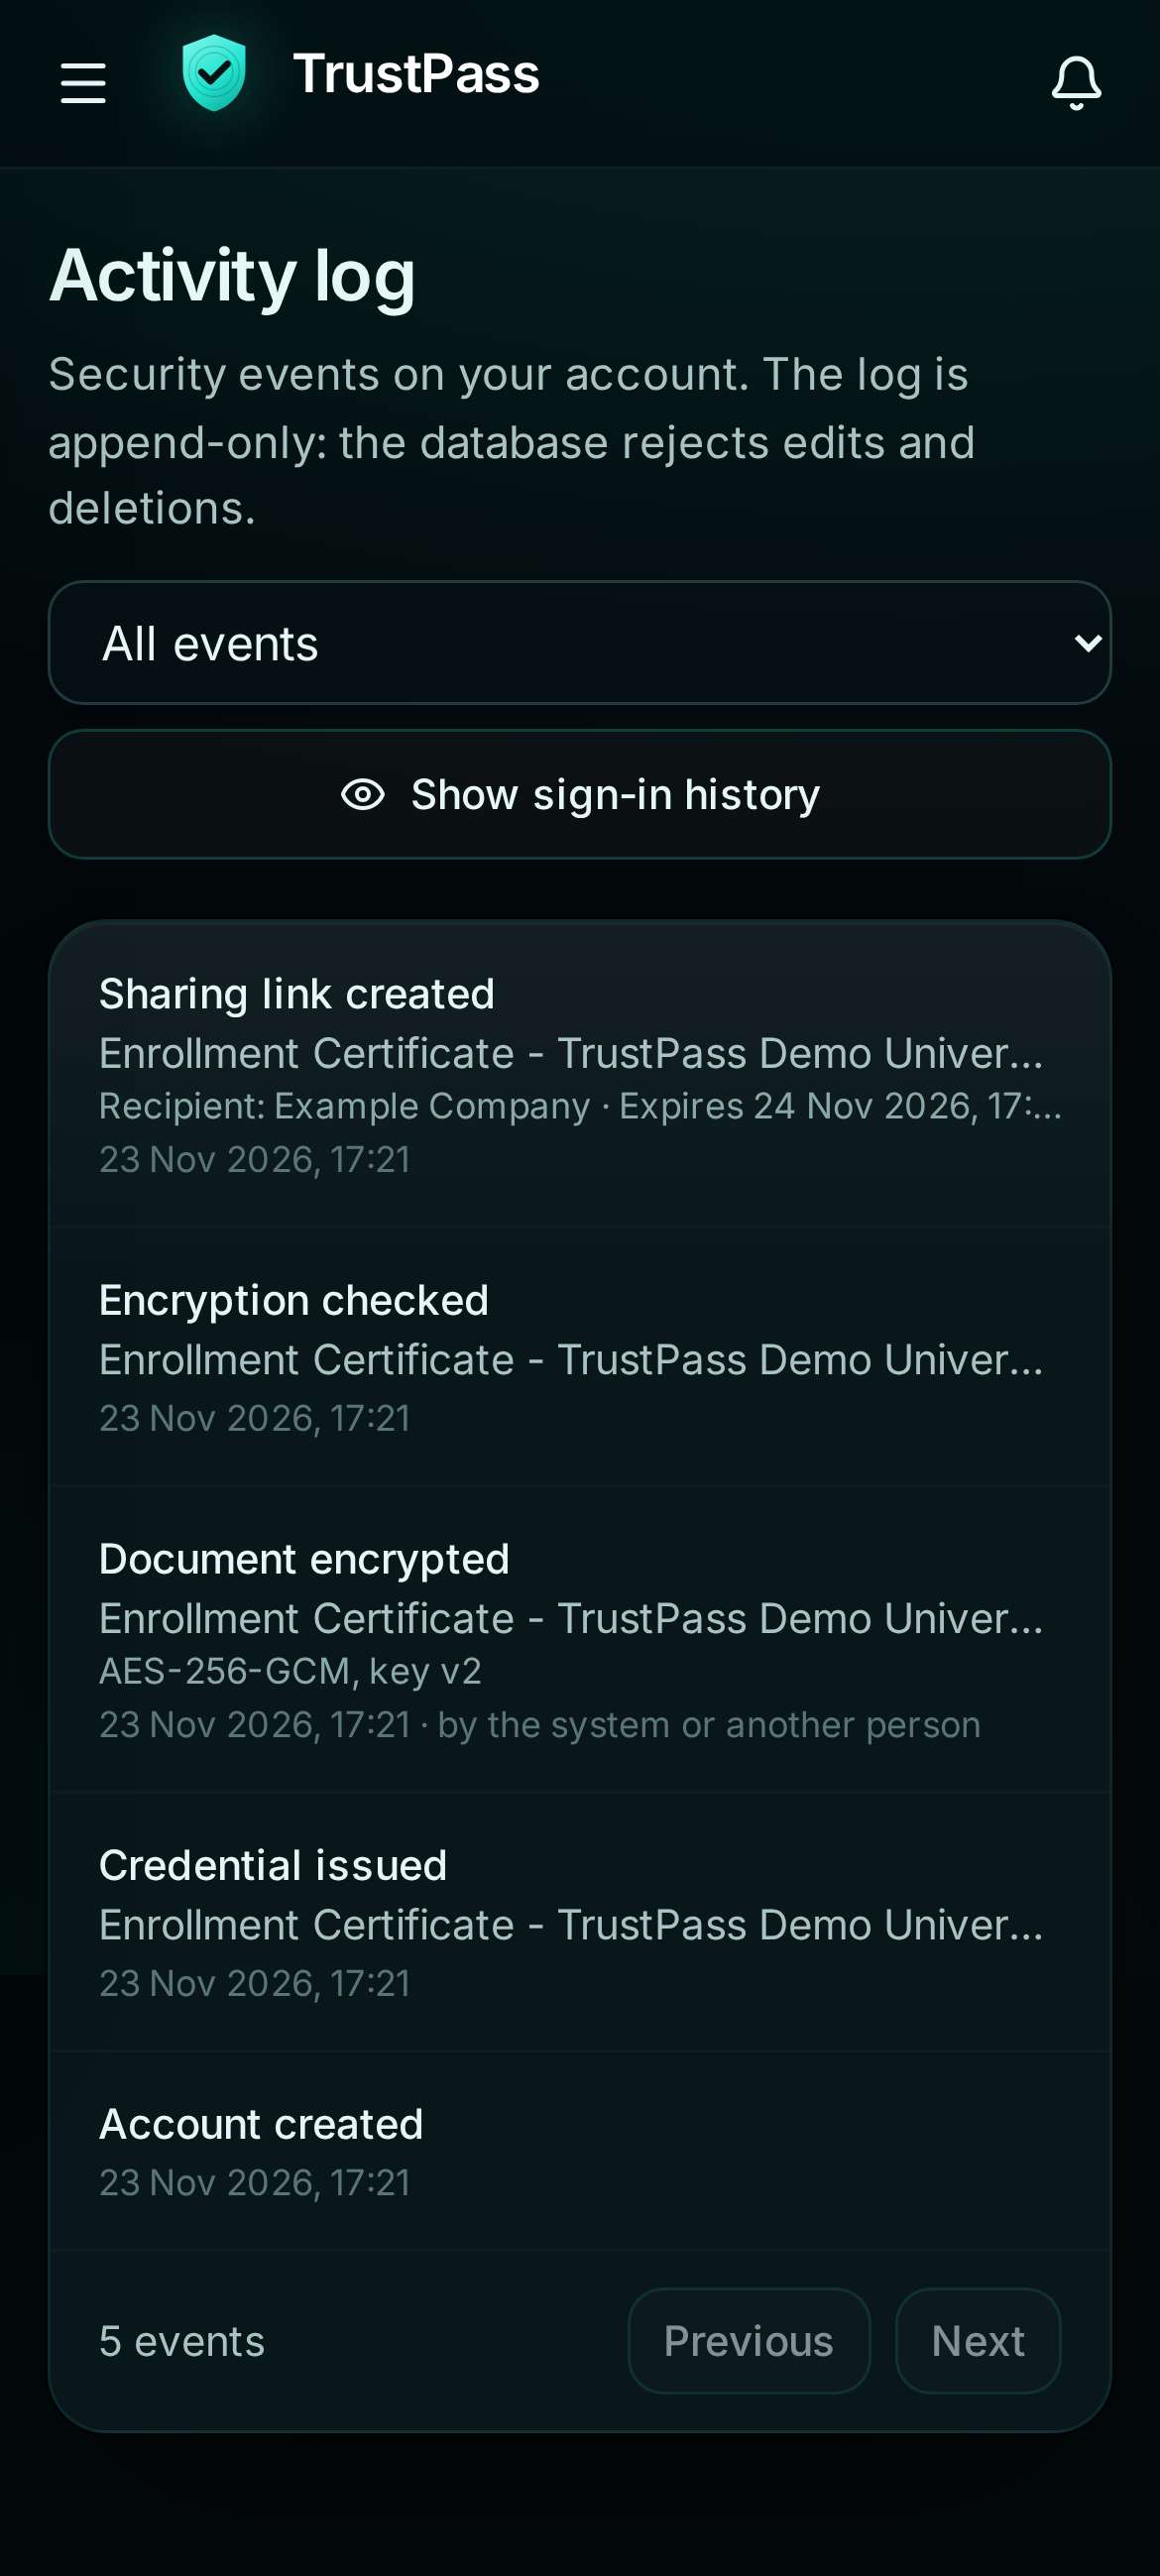 TrustPass
Activity log
Security events on your account. The log is
append-only: the database rejects edits and
deletions.
All events
Show sign-in history
Sharing link created
Enrollment Certificate - TrustPass Demo Univer...
Recipient: Example Company · Expires 24 Nov 2026, 17:...
23 Nov 2026, 17:21
Encryption checked
Enrollment Certificate - TrustPass Demo Univer...
23 Nov 2026, 17:21
Document encrypted
Enrollment Certificate - TrustPass Demo Univer...
AES-256-GCM, key v2
23 Nov 2026, 17:21 · by the system or another person
Credential issued
Enrollment Certificate - TrustPass Demo Univer...
23 Nov 2026, 17:21
Account created
23 Nov 2026, 17:21
5 events
Previous
Next